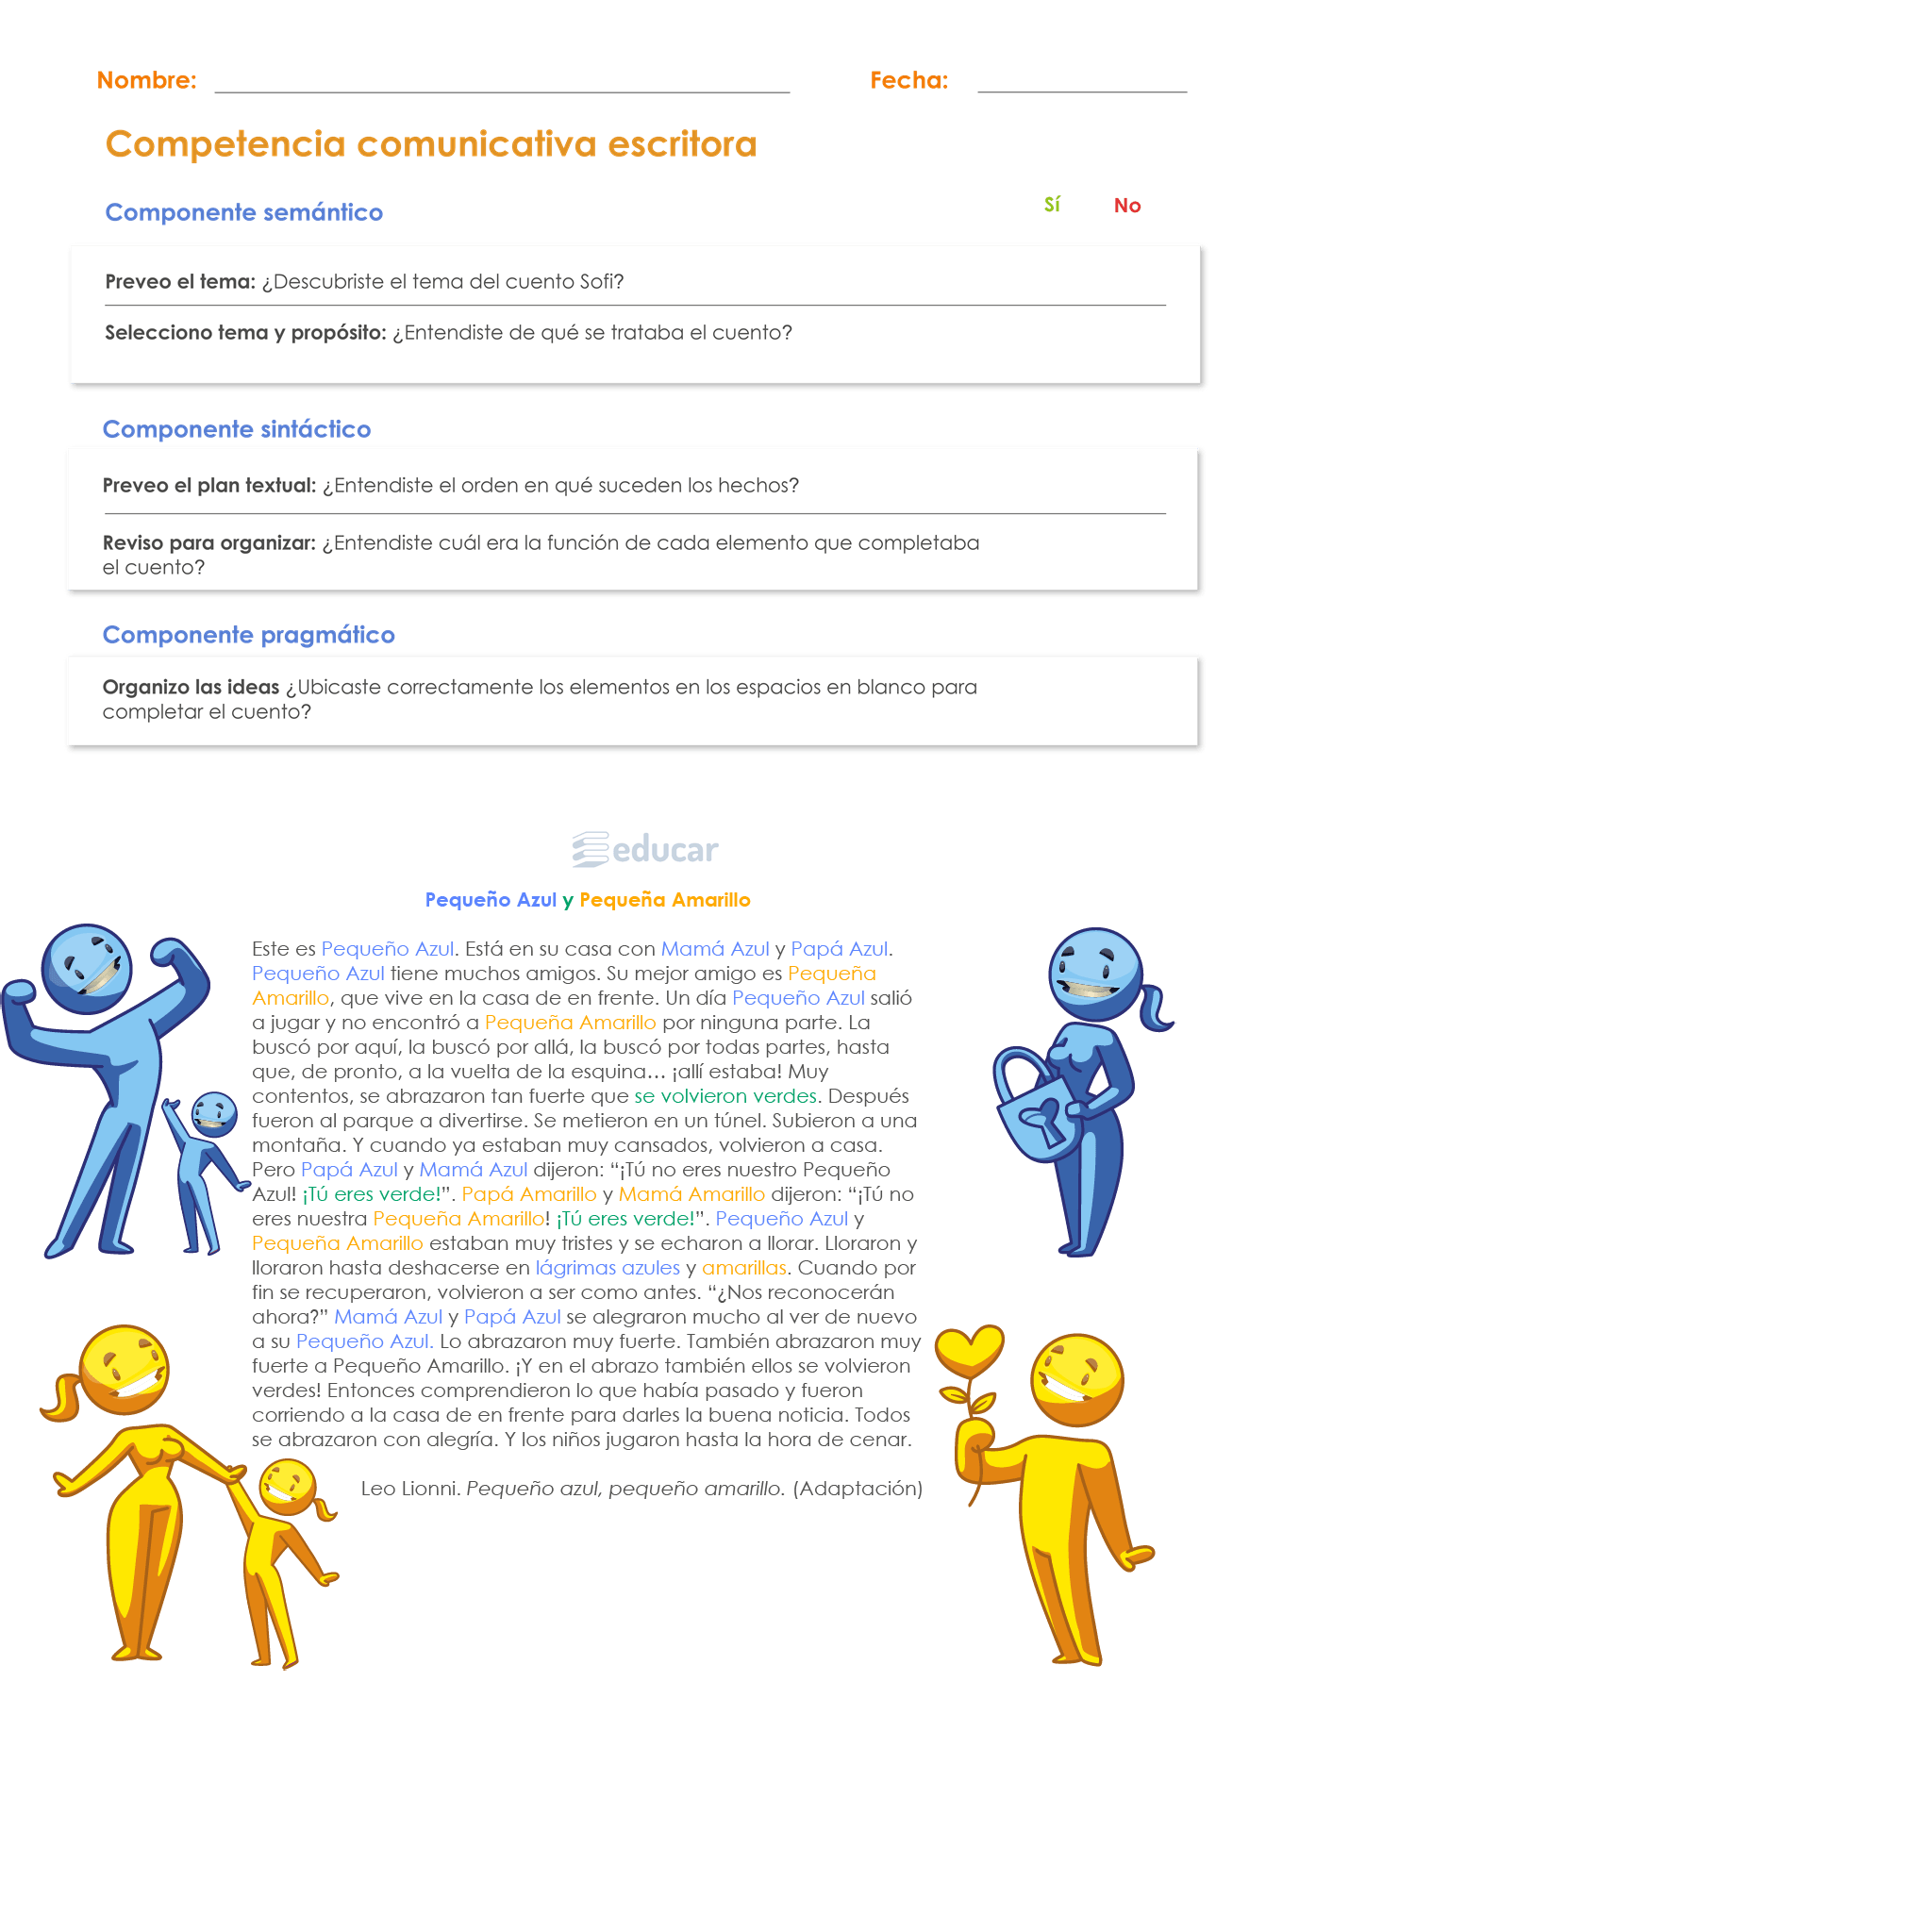 Nombre: Fecha:
Competencia comunicativa escritora
Componente semántico Sí No
Preveo el tema: ¿Descubriste el tema del cuento Sofi?
Selecciono tema y propósito: ¿Entendiste de qué se trataba el cuento?
Componente sintáctico
Preveo el plan textual: ¿Entendiste el orden en qué suceden los hechos?
Reviso para organizar: ¿Entendiste cuál era la función de cada elemento que completaba
el cuento?
Componente pragmático
Organizo las ideas ¿Ubicaste correctamente los elementos en los espacios en blanco para
completar el cuento?
educar
Pequeño Azul y Pequeña Amarillo
Este es Pequeño Azul. Está en su casa con Mamá Azul y Papá Azul.
Pequeño Azul tiene muchos amigos. Su mejor amigo es Pequeña
Amarillo, que vive en la casa de en frente. Un día Pequeño Azul salió
a jugar y no encontró a Pequeña Amarillo por ninguna parte. La
buscó por aquí, la buscó por allá, la buscó por todas partes, hasta
que, de pronto, a la vuelta de la esquina… ¡allí estaba! Muy
contentos, se abrazaron tan fuerte que se volvieron verdes. Después
fueron al parque a divertirse. Se metieron en un túnel. Subieron a una
montaña. Y cuando ya estaban muy cansados, volvieron a casa.
Pero Papá Azul y Mamá Azul dijeron: “¡Tú no eres nuestro Pequeño
Azul! ¡Tú eres verde!”. Papá Amarillo y Mamá Amarillo dijeron: “¡Tú no
eres nuestra Pequeña Amarillo! ¡Tú eres verde!”. Pequeño Azul y
Pequeña Amarillo estaban muy tristes y se echaron a llorar. Lloraron y
lloraron hasta deshacerse en lágrimas azules y amarillas. Cuando por
fin se recuperaron, volvieron a ser como antes. “¿Nos reconocerán
ahora?” Mamá Azul y Papá Azul se alegraron mucho al ver de nuevo
a su Pequeño Azul. Lo abrazaron muy fuerte. También abrazaron muy
fuerte a Pequeño Amarillo. ¡Y en el abrazo también ellos se volvieron
verdes! Entonces comprendieron lo que había pasado y fueron
corriendo a la casa de en frente para darles la buena noticia. Todos
se abrazaron con alegría. Y los niños jugaron hasta la hora de cenar.
Leo Lionni. Pequeño azul, pequeño amarillo. (Adaptación)